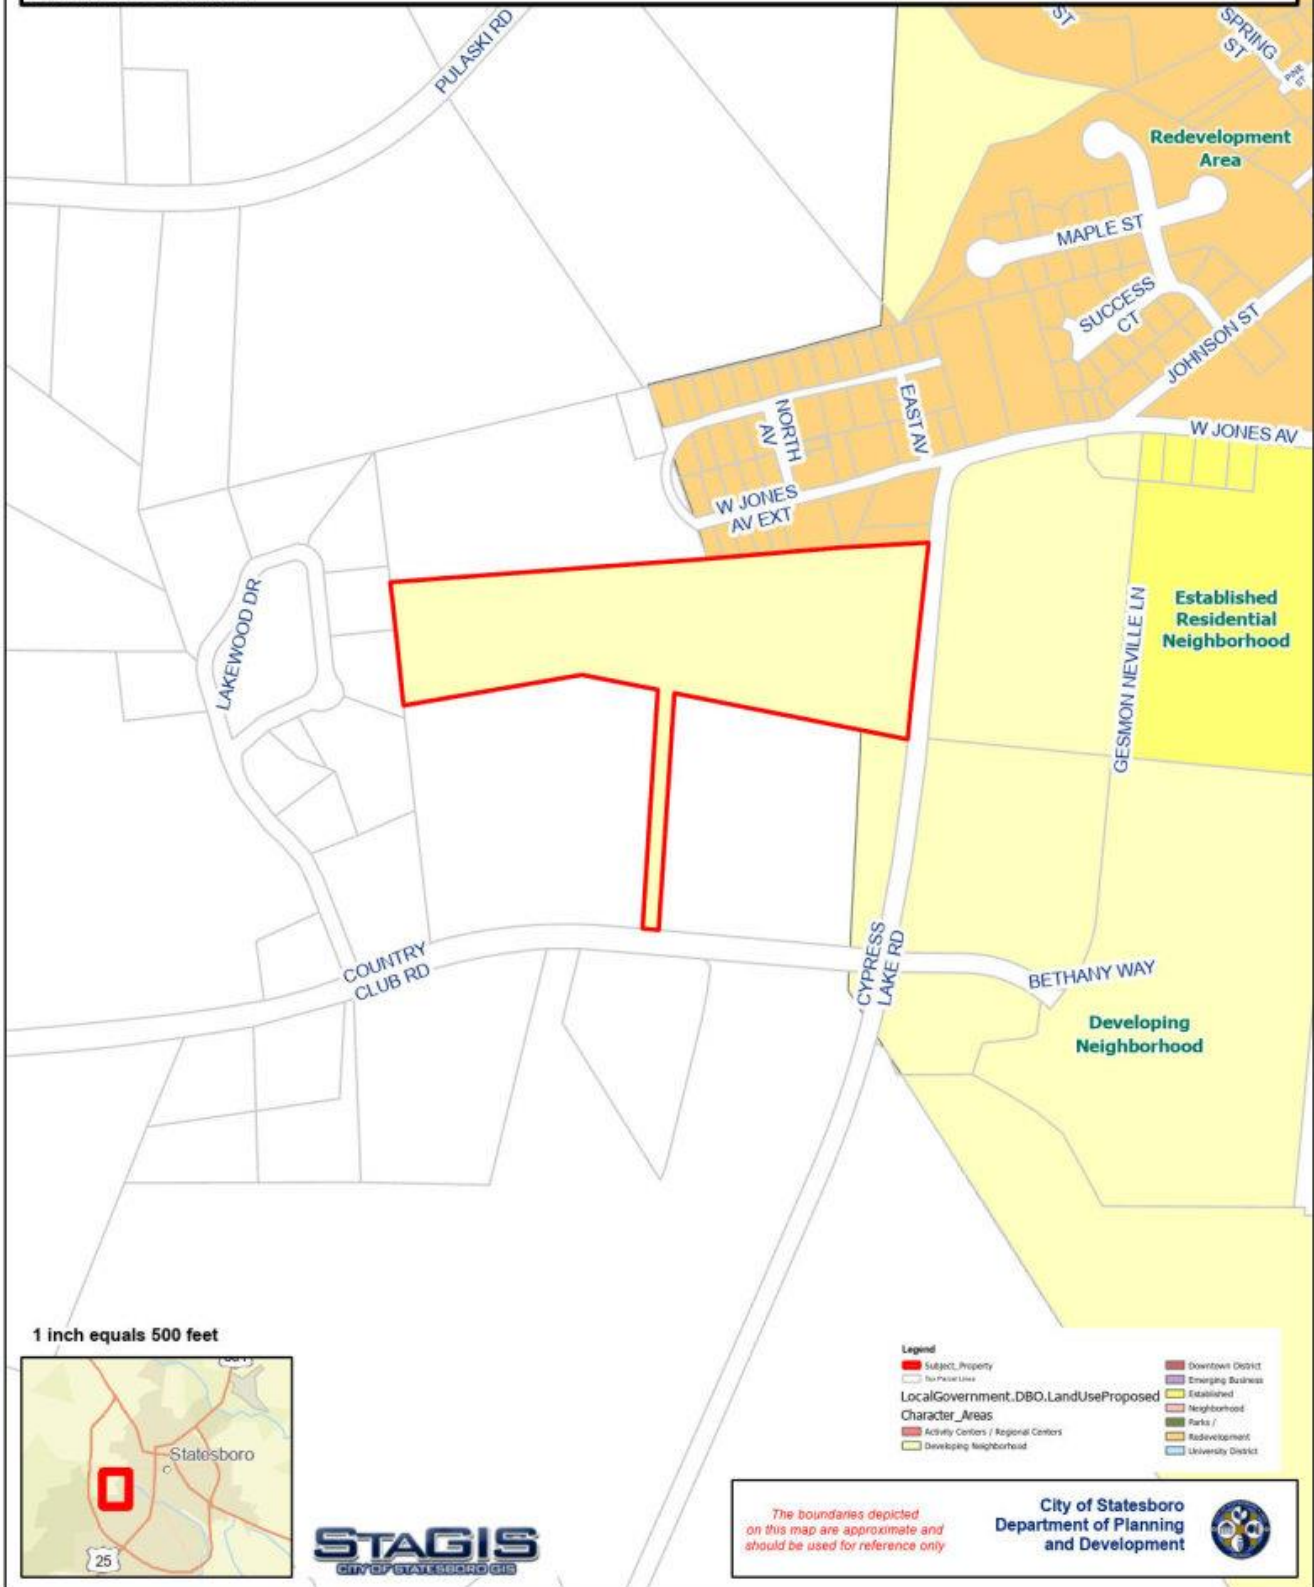 PULASKI RD
ST
SPRING
ST
PINE
ST
Redevelopment
Area
MAPLE ST
SUCCESS
CT
JOHNSON ST
W JONES AV
NORTH
AV
EAST AV
W JONES
AV EXT
LAKEWOOD DR
GESMON NEVILLE LN
Established
Residential
Neighborhood
COUNTRY
CLUB RD
CYPRESS
LAKE RD
BETHANY WAY
Developing
Neighborhood
1 inch equals 500 feet
Statesboro
25
STAGIS
CITY OF STATESBORO GIS
Legend
Subject_Property
Tax Parcel Lines
LocalGovernment.DBO.LandUseProposed
Character_Areas
Activity Centers / Regional Centers
Developing Neighborhood
Downtown District
Emerging Business
Established
Neighborhood
Parks /
Redevelopment
University District
The boundaries depicted
on this map are approximate and
should be used for reference only
City of Statesboro
Department of Planning
and Development